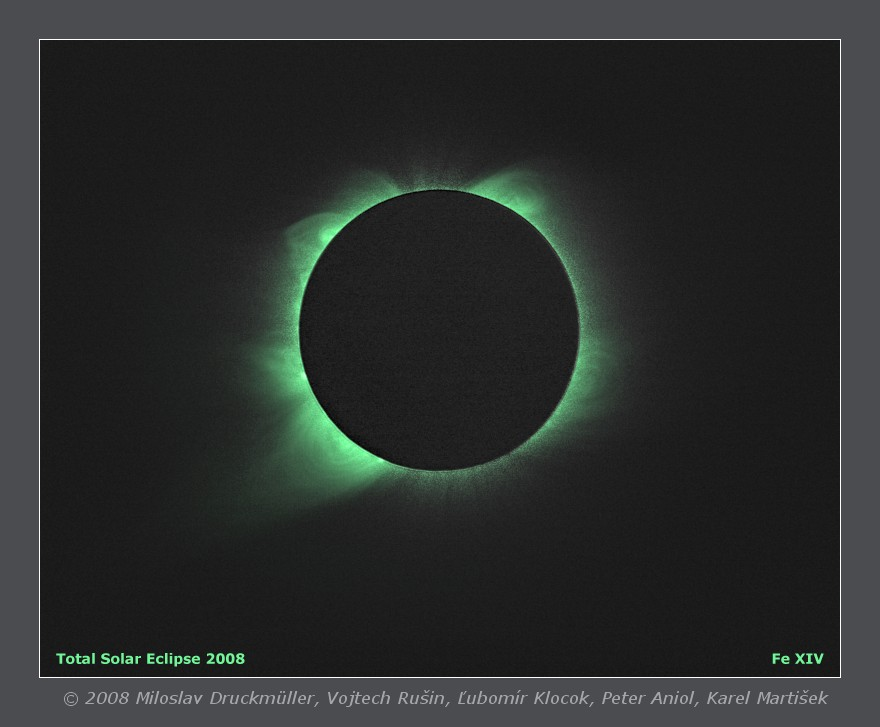 Total Solar Eclipse 2008
Fe XIV
© 2008 Miloslav Druckmüller, Vojtech Rušin, Ľubomír Klocok, Peter Aniol, Karel Martišek